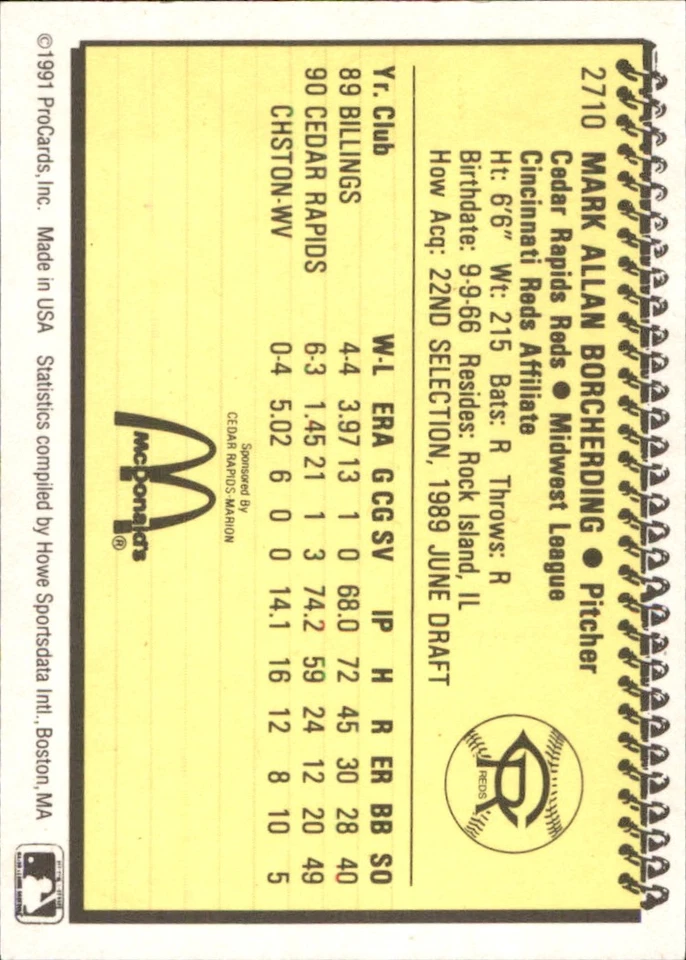 2710 MARK ALLAN BORCHERDING ● Pitcher
Cedar Rapids Reds ● Midwest League
Cincinnati Reds Affiliate
Ht: 6'6" Wt: 215 Bats: R Throws: R
Birthdate: 9-9-66 Resides: Rock Island, IL
How Acq: 22ND SELECTION, 1989 JUNE DRAFT
CR
REDS
Yr. Club W-L ERA G CG SV IP H R ER BB SO
89 BILLINGS 4-4 3.97 13 1 0 68.0 72 45 30 28 40
90 CEDAR RAPIDS 6-3 1.45 21 1 3 74.2 59 24 12 20 49
CHSTON-WV 0-4 5.02 6 0 0 14.1 16 12 8 10 5
Sponsored By
CEDAR RAPIDS-MARION
McDonald's®
©1991 ProCards, Inc. Made in USA Statistics compiled by Howe Sportsdata Intl., Boston, MA